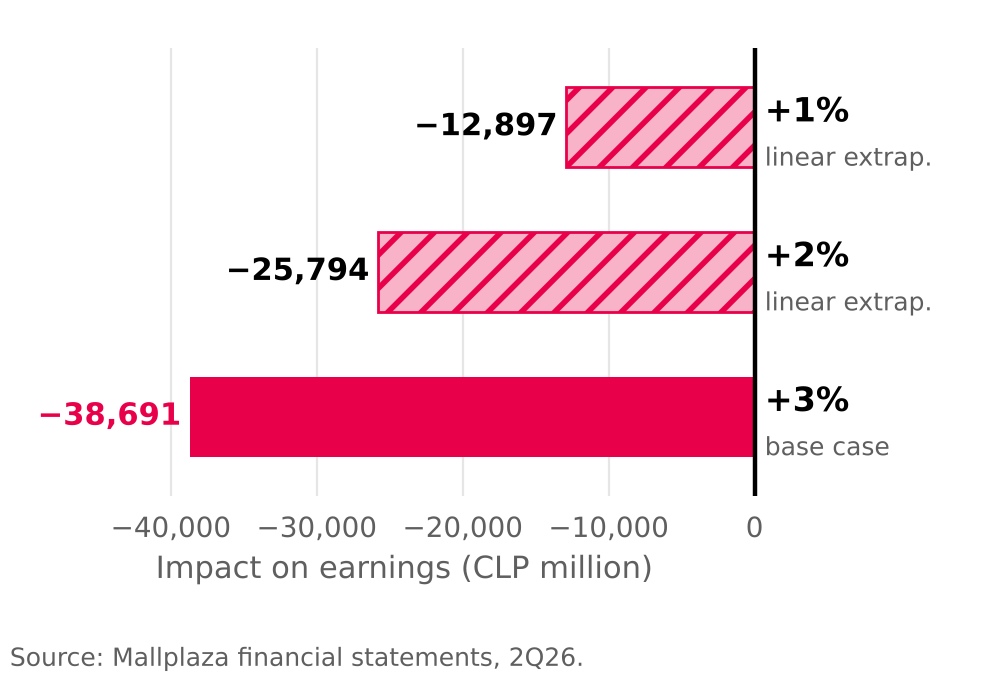 −12,897
+1%
linear extrap.
−25,794
+2%
linear extrap.
−38,691
+3%
base case
−40,000 −30,000 −20,000 −10,000 0
Impact on earnings (CLP million)
Source: Mallplaza financial statements, 2Q26.